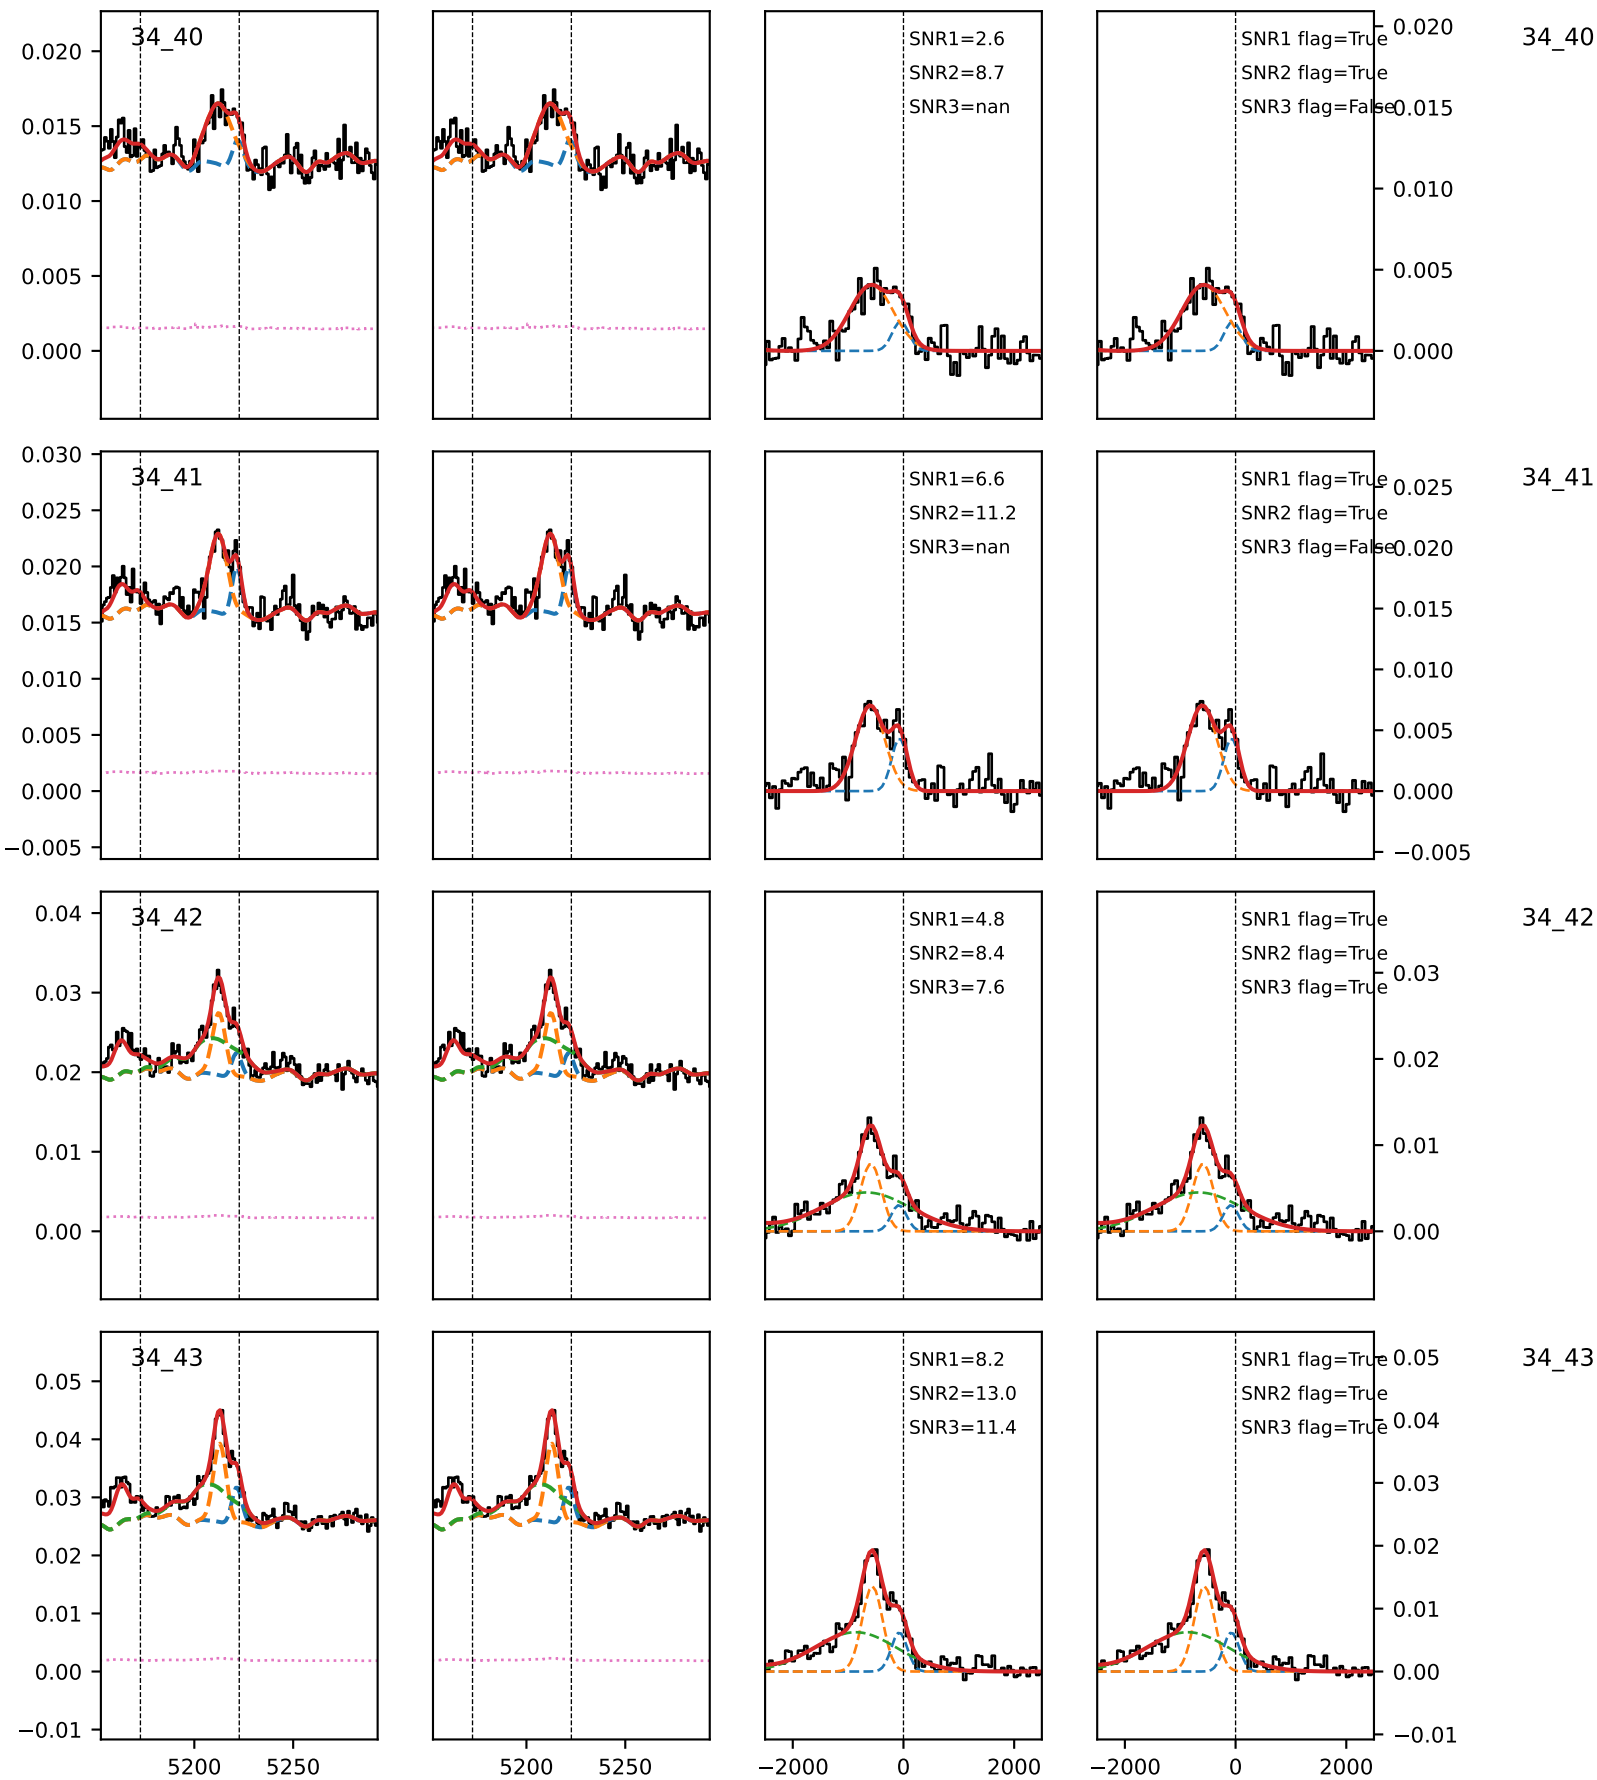 34_40
0.020
0.015
0.010
0.005
0.000
SNR1=2.6
SNR2=8.7
SNR3=nan
SNR1 flag=True
SNR2 flag=True
SNR3 flag=False
0.020
0.015
0.010
0.005
0.000
34_40
34_41
0.030
0.025
0.020
0.015
0.010
0.005
0.000
−0.005
SNR1=6.6
SNR2=11.2
SNR3=nan
SNR1 flag=True
SNR2 flag=True
SNR3 flag=False
0.025
0.020
0.015
0.010
0.005
0.000
−0.005
34_41
34_42
0.04
0.03
0.02
0.01
0.00
SNR1=4.8
SNR2=8.4
SNR3=7.6
SNR1 flag=True
SNR2 flag=True
SNR3 flag=True
0.03
0.02
0.01
0.00
34_42
34_43
0.05
0.04
0.03
0.02
0.01
0.00
−0.01
SNR1=8.2
SNR2=13.0
SNR3=11.4
SNR1 flag=True
SNR2 flag=True
SNR3 flag=True
0.05
0.04
0.03
0.02
0.01
0.00
−0.01
34_43
5200 5250
5200 5250
−2000 0 2000
−2000 0 2000